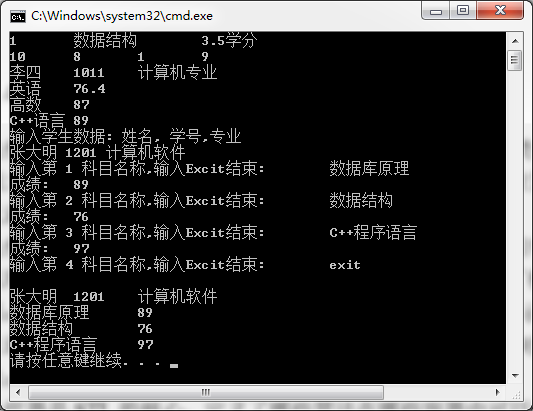 C:\Windows\system32\cmd.exe
1 数据结构 3.5学分
10 8 1 9
李四 1011 计算机专业
英语 76.4
高数 87
C++语言 89
输入学生数据: 姓名, 学号,专业
张大明 1201 计算机软件
输入第 1 科目名称,输入Excit结束: 数据库原理
成绩: 89
输入第 2 科目名称,输入Excit结束: 数据结构
成绩: 76
输入第 3 科目名称,输入Excit结束: C++程序语言
成绩: 97
输入第 4 科目名称,输入Excit结束: exit
张大明 1201 计算机软件
数据库原理 89
数据结构 76
C++程序语言 97
请按任意键继续. . .